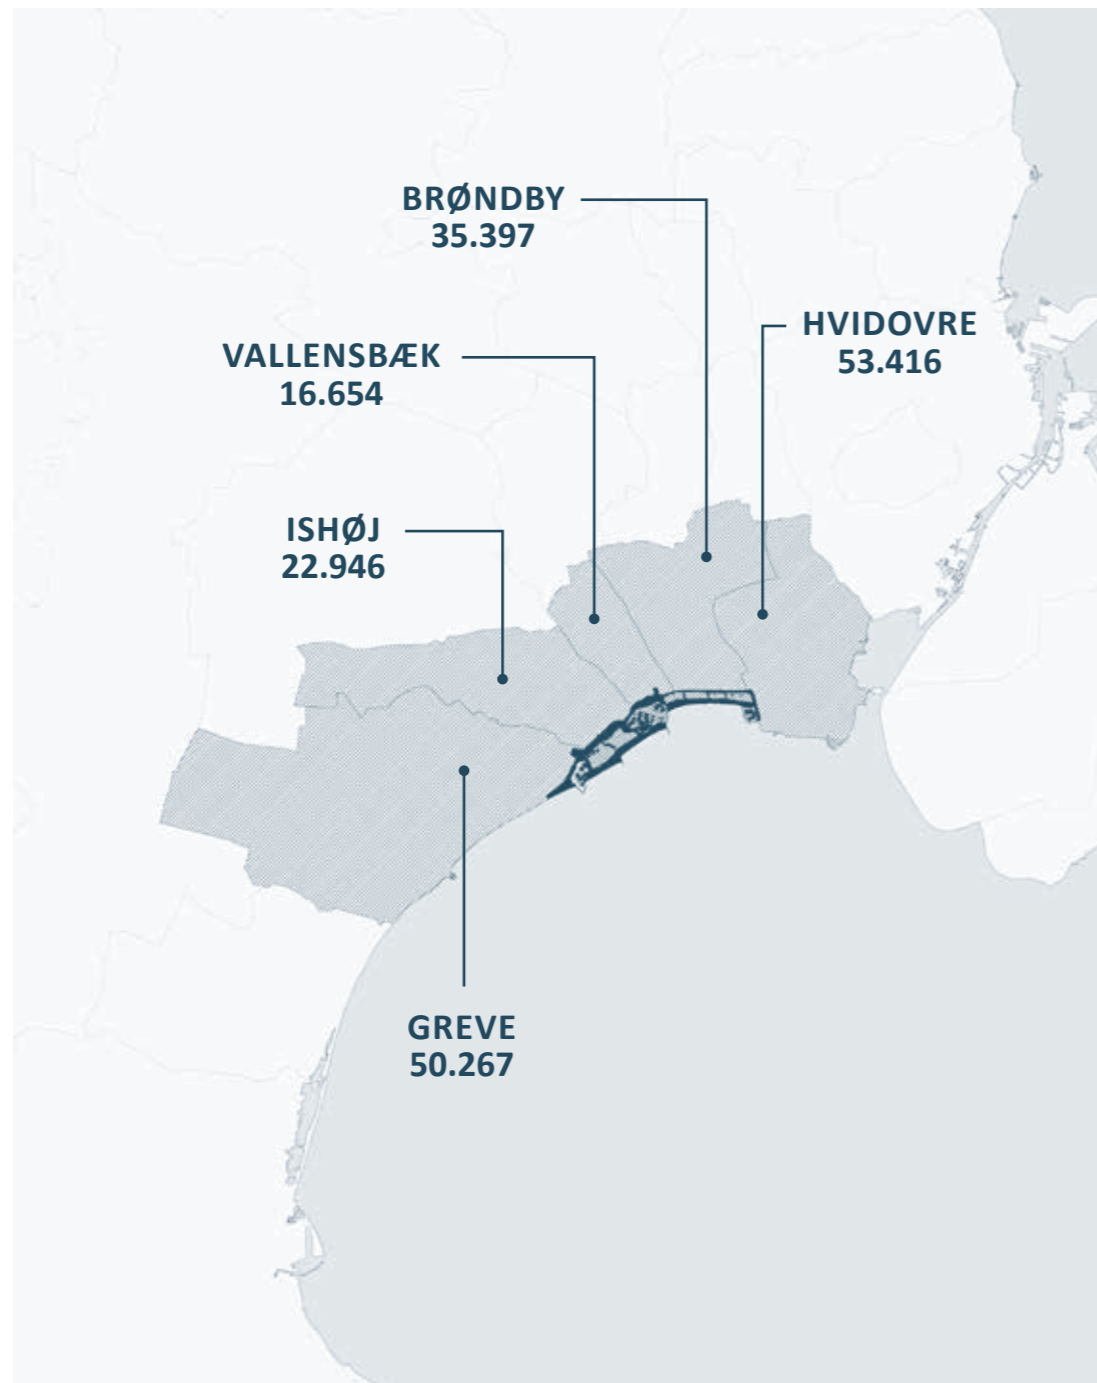 BRØNDBY
35.397
HVIDOVRE
53.416
VALLENSBÆK
16.654
ISHØJ
22.946
GREVE
50.267